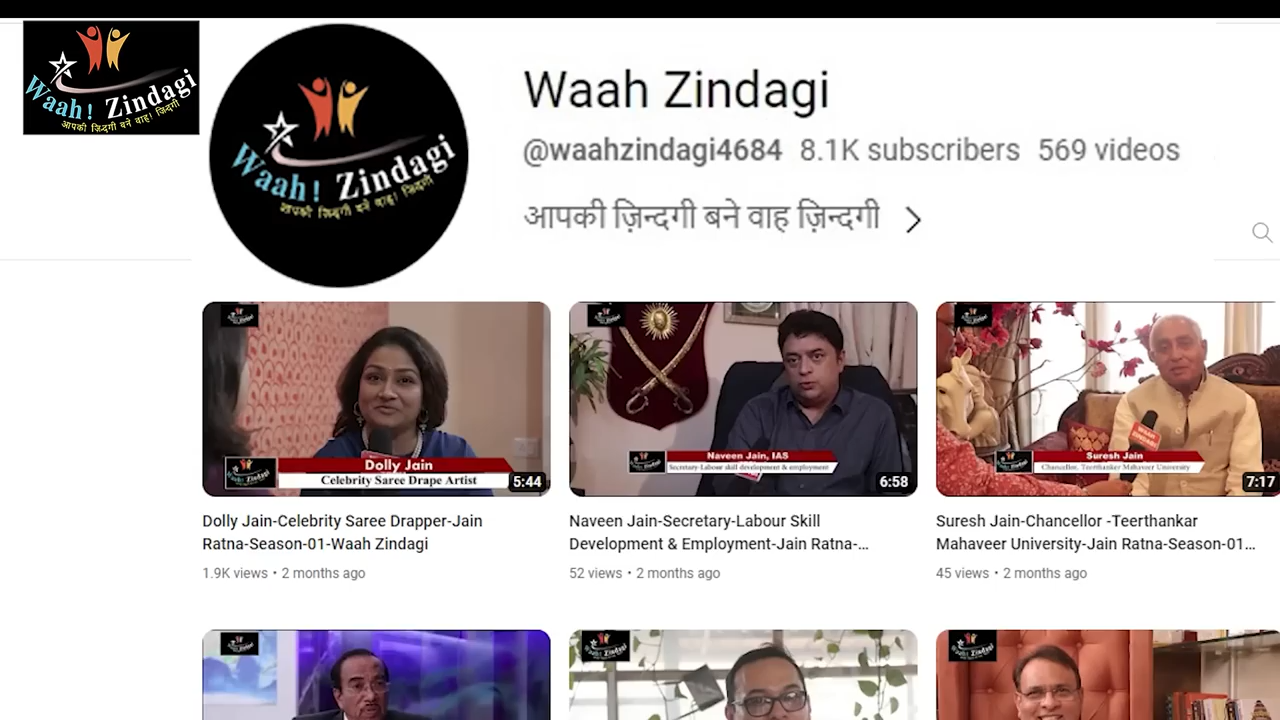 Waah! Zindagi
आपकी ज़िन्दगी बने वाह! ज़िन्दगी
Waah! Zindagi
आपकी ज़िन्दगी बने वाह! ज़िन्दगी
Waah Zindagi
@waahzindagi4684 8.1K subscribers 569 videos
आपकी ज़िन्दगी बने वाह ज़िन्दगी
Dolly Jain
Celebrity Saree Drape Artist
5:44
Naveen Jain, IAS
Secretary-Labour skill development & employment
6:58
Suresh Jain
Chancellor, Teerthanker Mahaveer University
7:17
Dolly Jain-Celebrity Saree Drapper-Jain
Ratna-Season-01-Waah Zindagi
1.9K views • 2 months ago
Naveen Jain-Secretary-Labour Skill
Development & Employment-Jain Ratna-...
52 views • 2 months ago
Suresh Jain-Chancellor -Teerthankar
Mahaveer University-Jain Ratna-Season-01...
45 views • 2 months ago